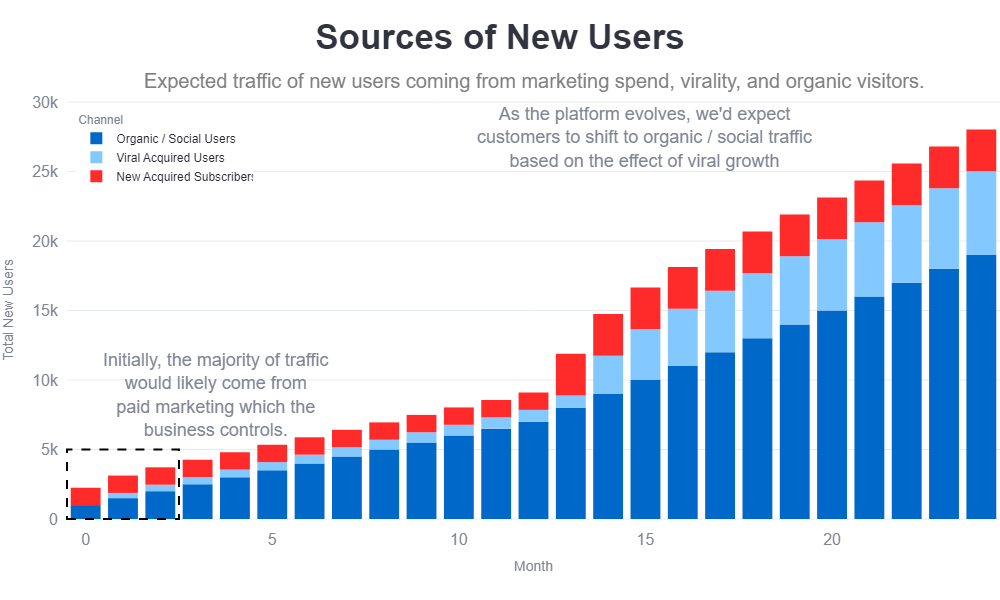 Sources of New Users
Expected traffic of new users coming from marketing spend, virality, and organic visitors.
As the platform evolves, we'd expect
customers to shift to organic / social traffic
based on the effect of viral growth
Channel
Organic / Social Users
Viral Acquired Users
New Acquired Subscribers
Initially, the majority of traffic
would likely come from
paid marketing which the
business controls.
Total New Users
30k
25k
20k
15k
10k
5k
0
0 5 10 15 20
Month